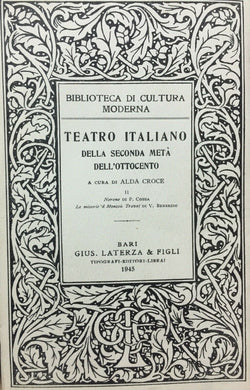 BIBLIOTECA DI CULTURA
MODERNA
TEATRO ITALIANO
DELLA SECONDA METÀ
DELL'OTTOCENTO
A CURA DI ALDA CROCE
II
Nerone DI P. COSSA
Le miserie 'd Monssù Travet DI V. BERSEZIO
BARI
GIUS. LATERZA & FIGLI
TIPOGRAFI-EDITORI-LIBRAI
1945